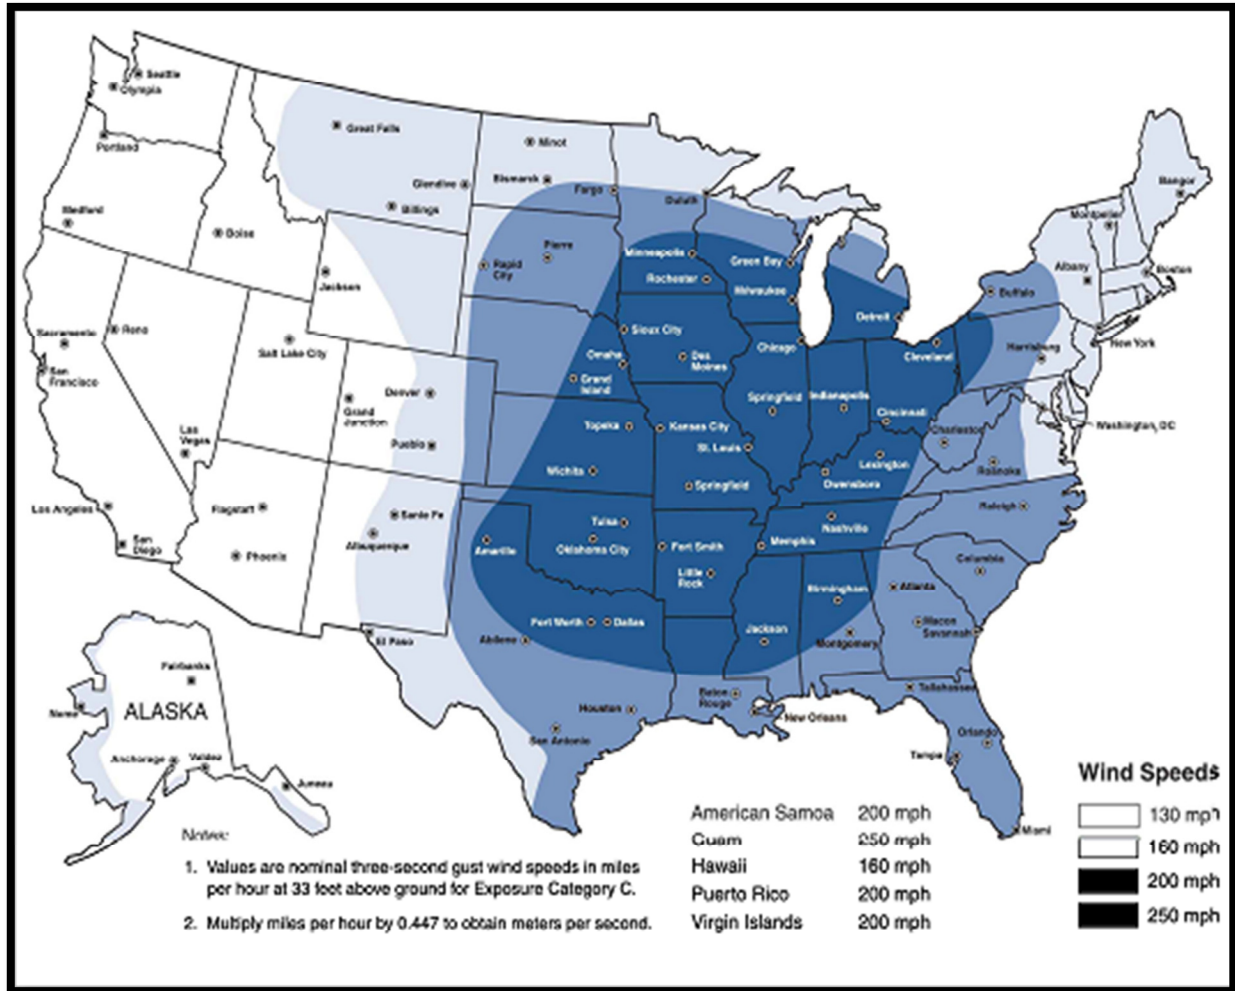 Seattle
Olympia
Portland
Medford
Boise
Great Falls
Glendive
Billings
Minot
Bismarck
Fargo
Duluth
Pierre
Rapid
City
Minneapolis
Rochester
Green Bay
Milwaukee
Detroit
Buffalo
Albany
Montpelier
Bangor
Boston
New York
Harrisburg
Washington, DC
Jackson
Sacramento
San
Francisco
Reno
Salt Lake City
Las
Vegas
Los Angeles
San
Diego
Flagstaff
Phoenix
Denver
Grand
Junction
Pueblo
Santa Fe
Albuquerque
El Paso
Sioux City
Omaha
Des
Moines
Grand
Island
Chicago
Cleveland
Springfield
Indianapolis
Cincinnati
Charleston
Topeka
Kansas City
St. Louis
Lexington
Owensboro
Roanoke
Wichita
Springfield
Raleigh
Tulsa
Oklahoma City
Amarillo
Fort Smith
Memphis
Nashville
Little
Rock
Columbia
Atlanta
Birmingham
Macon
Savannah
Fort Worth
Dallas
Abilene
Jackson
Montgomery
Tallahassee
Baton
Rouge
New Orleans
Houston
San Antonio
Orlando
Tampa
Miami
Fairbanks
Nome
ALASKA
Anchorage
Valdez
Juneau
Notes:
1. Values are nominal three-second gust wind speeds in miles
per hour at 33 feet above ground for Exposure Category C.
2. Multiply miles per hour by 0.447 to obtain meters per second.
American Samoa 200 mph
Guam 250 mph
Hawaii 160 mph
Puerto Rico 200 mph
Virgin Islands 200 mph
Wind Speeds
130 mph
160 mph
200 mph
250 mph